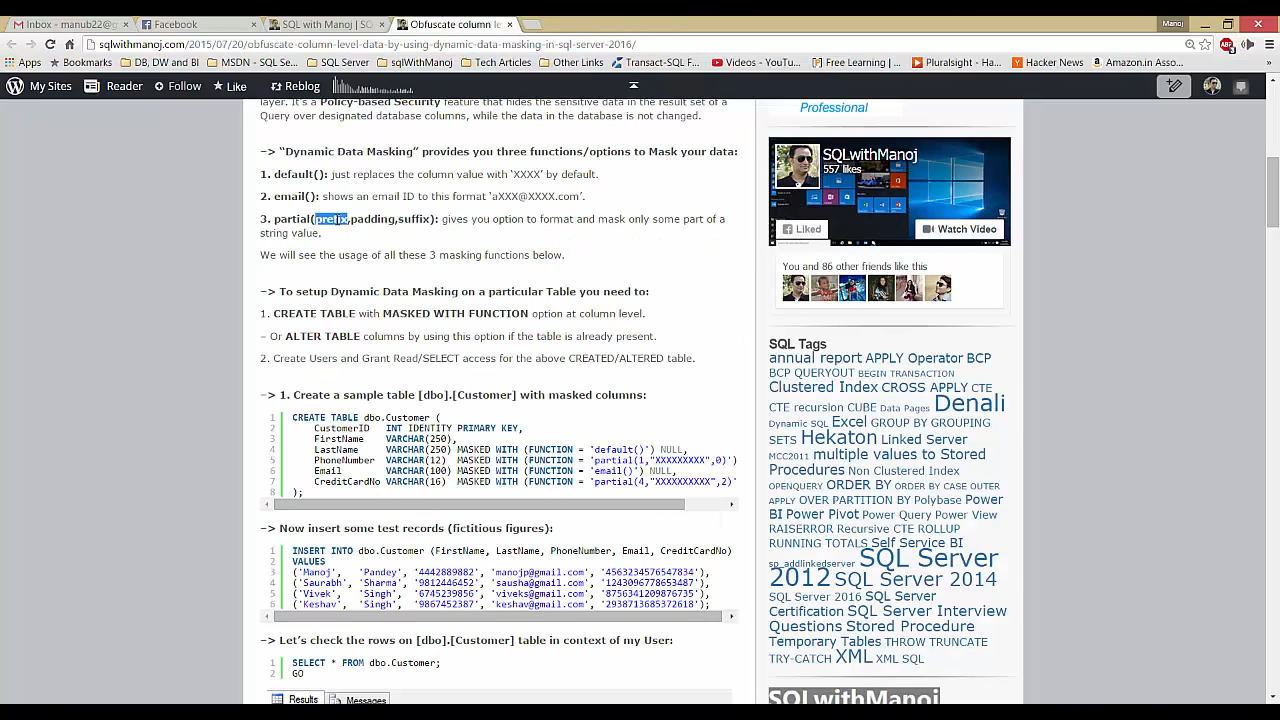 Inbox - manub22@g
Facebook
SQL with Manoj | SQ
Obfuscate column le
Manoj
sqlwithmanoj.com/2015/07/20/obfuscate-column-level-data-by-using-dynamic-data-masking-in-sql-server-2016/
Apps
Bookmarks
DB, DW and BI
MSDN - SQL Se...
SQL Server
sqlWithManoj
Tech Articles
Other Links
Transact-SQL F...
Videos - YouTu...
Free Learning | ...
Pluralsight - Ha...
Hacker News
Amazon.in Asso...
My Sites
Reader
Follow
Like
Reblog
layer. It's a Policy-based Security feature that hides the sensitive data in the result set of a
Query over designated database columns, while the data in the database is not changed.
–> “Dynamic Data Masking” provides you three functions/options to Mask your data:
1. default(): just replaces the column value with ‘XXXX’ by default.
2. email(): shows an email ID to this format ‘aXXX@XXXX.com’.
3. partial(prefix,padding,suffix): gives you option to format and mask only some part of a
string value.
We will see the usage of all these 3 masking functions below.
–> To setup Dynamic Data Masking on a particular Table you need to:
1. CREATE TABLE with MASKED WITH FUNCTION option at column level.
– Or ALTER TABLE columns by using this option if the table is already present.
2. Create Users and Grant Read/SELECT access for the above CREATED/ALTERED table.
–> 1. Create a sample table [dbo].[Customer] with masked columns:
1 CREATE TABLE dbo.Customer (
2 CustomerID INT IDENTITY PRIMARY KEY,
3 FirstName VARCHAR(250),
4 LastName VARCHAR(250) MASKED WITH (FUNCTION = 'default()') NULL,
5 PhoneNumber VARCHAR(12) MASKED WITH (FUNCTION = 'partial(1,"XXXXXXXXX",0)')
6 Email VARCHAR(100) MASKED WITH (FUNCTION = 'email()') NULL,
7 CreditCardNo VARCHAR(16) MASKED WITH (FUNCTION = 'partial(4,"XXXXXXXXXX",2)'
8 );
–> Now insert some test records (fictitious figures):
1 INSERT INTO dbo.Customer (FirstName, LastName, PhoneNumber, Email, CreditCardNo)
2 VALUES
3 ('Manoj', 'Pandey', '4442889882', 'manojp@gmail.com', '4563234576547834'),
4 ('Saurabh', 'Sharma', '9812446452', 'sausha@gmail.com', '1243096778653487'),
5 ('Vivek', 'Singh', '6745239856', 'viveks@gmail.com', '8756341209876735'),
6 ('Keshav', 'Singh', '9867452387', 'keshav@gmail.com', '2938713685372618');
–> Let’s check the rows on [dbo].[Customer] table in context of my User:
1 SELECT * FROM dbo.Customer;
2 GO
Results
Messages
Professional
SQLwithManoj
557 likes
Liked
Watch Video
You and 86 other friends like this
SQL Tags
annual report APPLY Operator BCP
BCP QUERYOUT BEGIN TRANSACTION
Clustered Index CROSS APPLY CTE
CTE recursion CUBE Data Pages Denali
Dynamic SQL Excel GROUP BY GROUPING
SETS Hekaton Linked Server
MCC2011 multiple values to Stored
Procedures Non Clustered Index
OPENQUERY ORDER BY ORDER BY CASE OUTER
APPLY OVER PARTITION BY Polybase Power
BI Power Pivot Power Query Power View
RAISERROR Recursive CTE ROLLUP
RUNNING TOTALS Self Service BI
sp_addlinkedserver SQL Server
2012 SQL Server 2014
SQL Server 2016 SQL Server
Certification SQL Server Interview
Questions Stored Procedure
Temporary Tables THROW TRUNCATE
TRY-CATCH XML XML SQL
SQLwithManoj